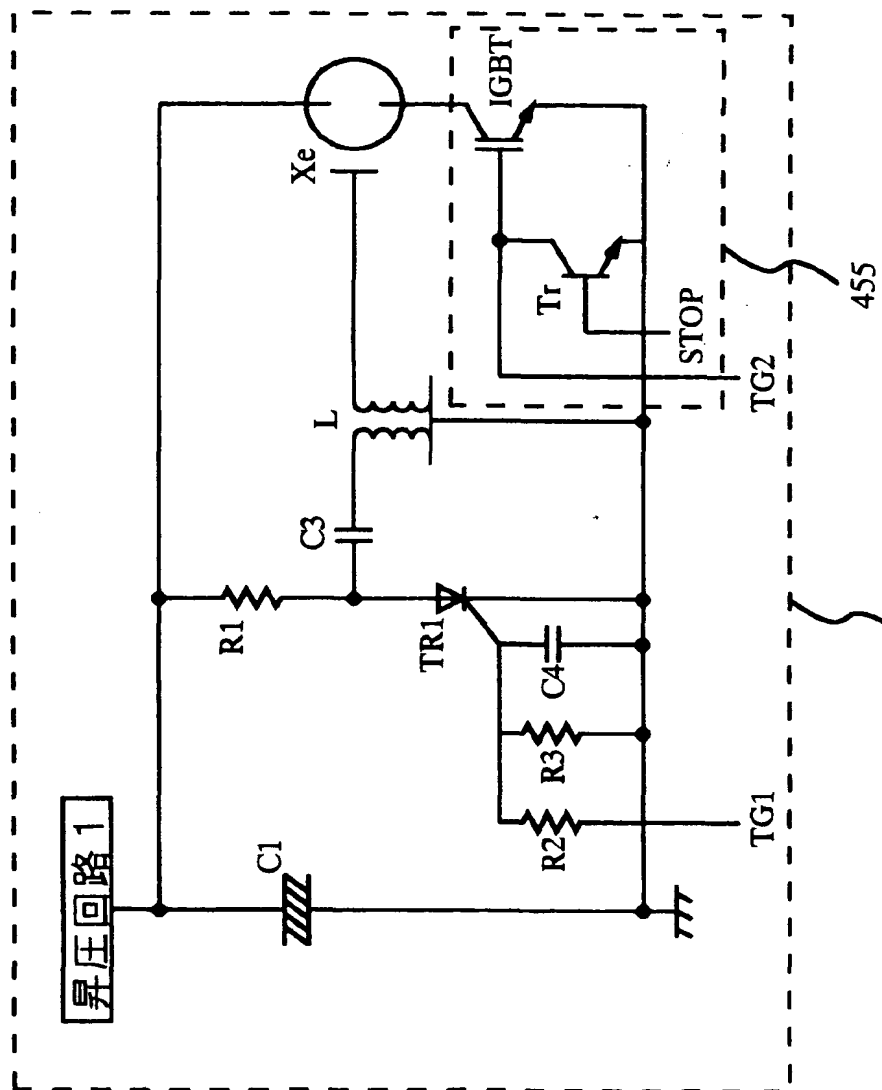 昇圧回路 1
C1
R1
C3
L
Xe
IGBT
TR1
Tr
R2
R3
C4
STOP
TG1
TG2
455